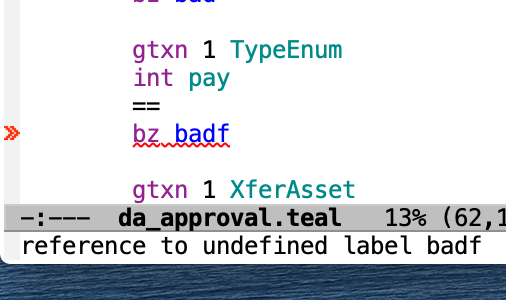 bz bad
gtxn 1 TypeEnum
int pay
==
bz badf
gtxn 1 XferAsset
-:--- da_approval.teal 13% (62,1
reference to undefined label badf